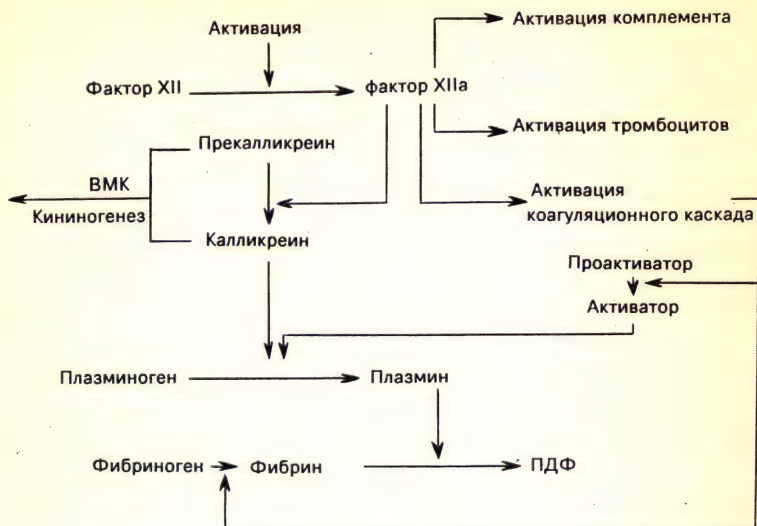 Активация
Активация комплемента
Фактор XII
фактор XIIa
Активация тромбоцитов
Прекалликреин
ВМК
Кининогенез
Активация
коагуляционного каскада
Калликреин
Проактиватор
Активатор
Плазминоген
Плазмин
Фибриноген
Фибрин
ПДФ